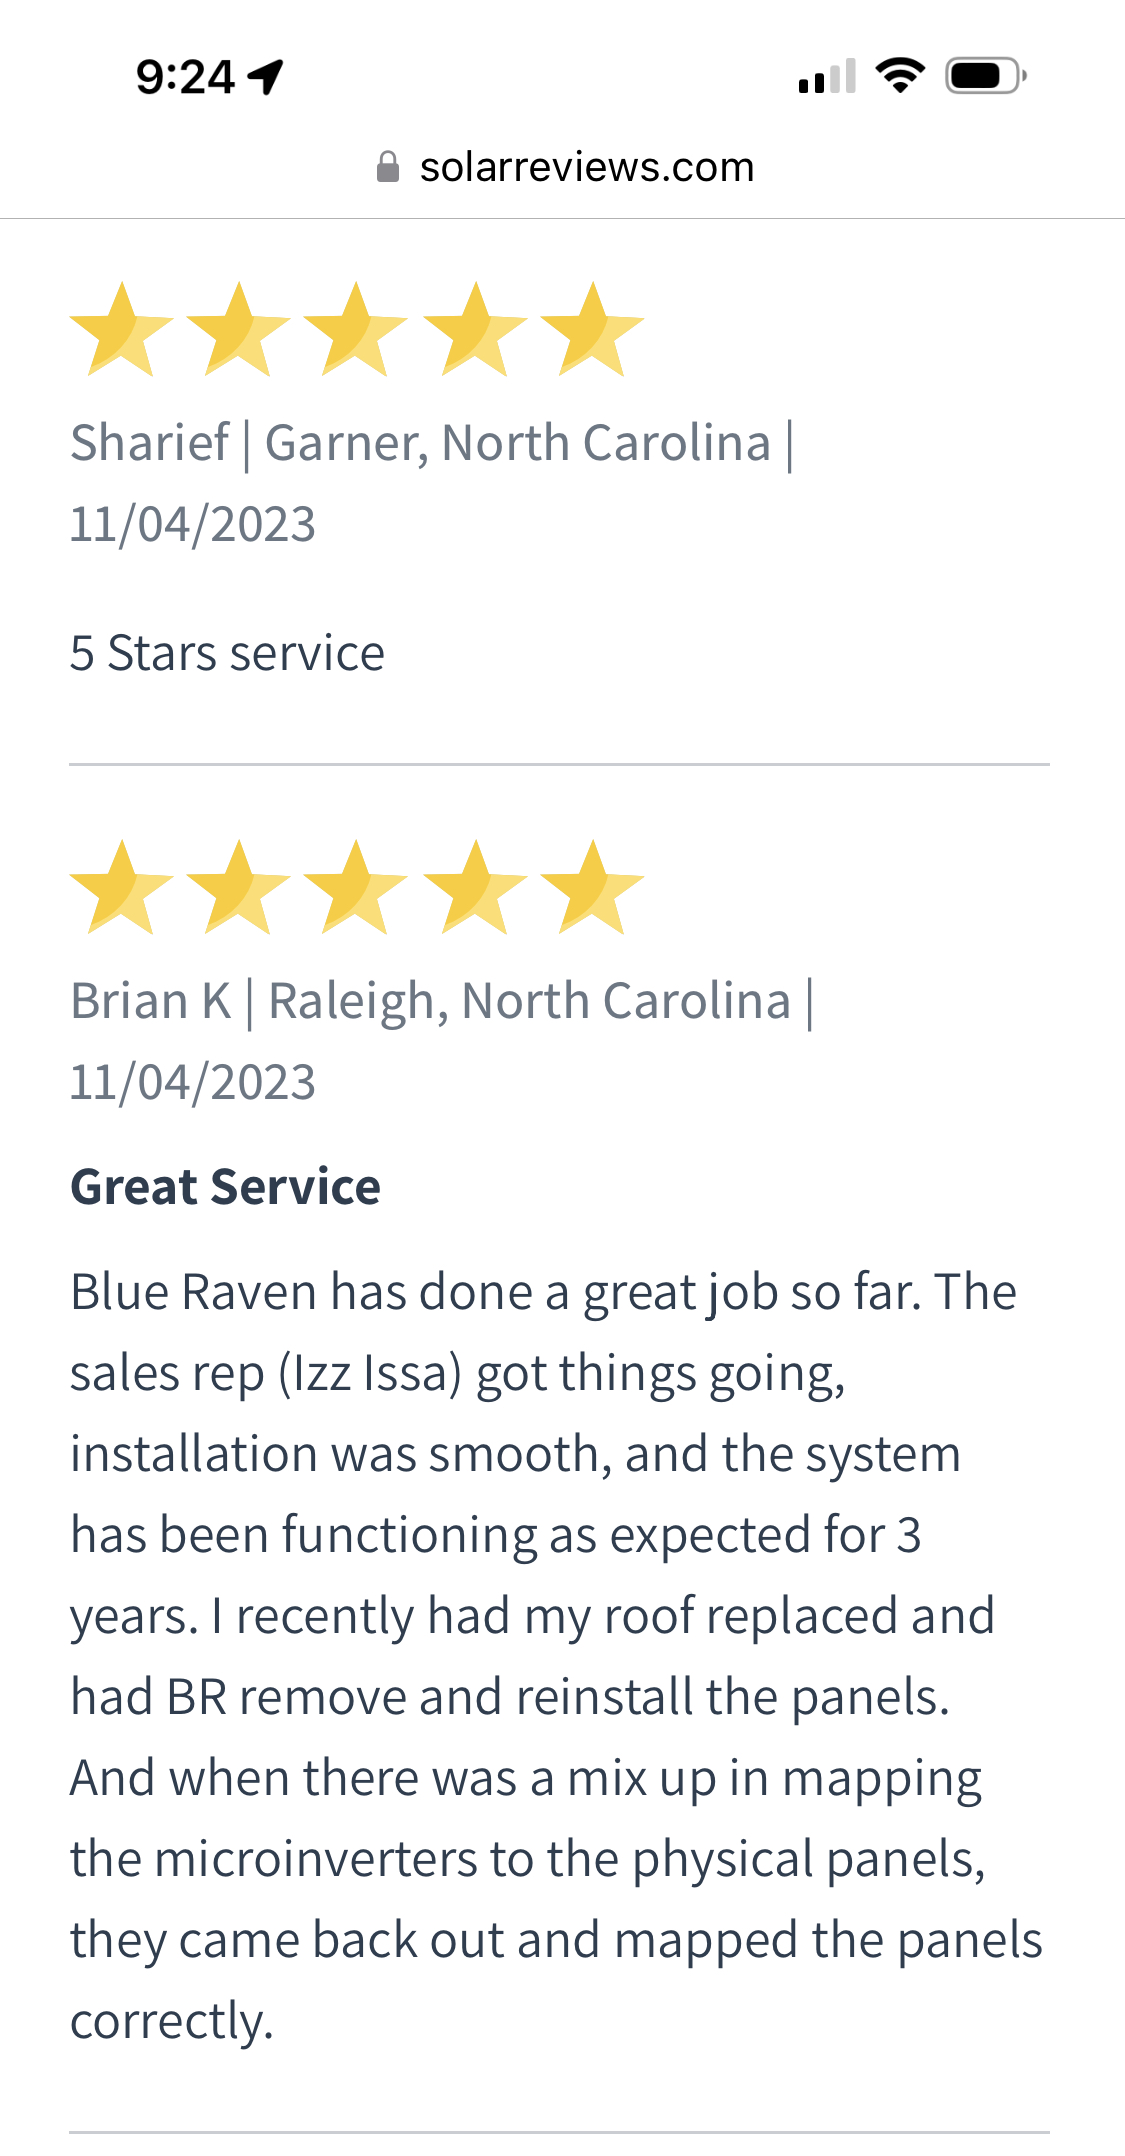 9:24
solarreviews.com
Sharief | Garner, North Carolina |
11/04/2023
5 Stars service
Brian K | Raleigh, North Carolina |
11/04/2023
Great Service
Blue Raven has done a great job so far. The
sales rep (Izz Issa) got things going,
installation was smooth, and the system
has been functioning as expected for 3
years. I recently had my roof replaced and
had BR remove and reinstall the panels.
And when there was a mix up in mapping
the microinverters to the physical panels,
they came back out and mapped the panels
correctly.